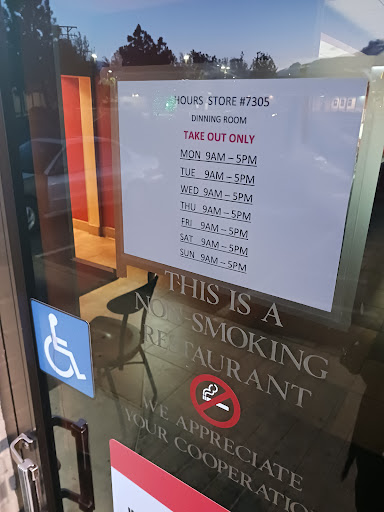 HOURS STORE #7305
DINNING ROOM
TAKE OUT ONLY
MON 9AM – 5PM
TUE 9AM – 5PM
WED 9AM – 5PM
THU 9AM – 5PM
FRI 9AM – 5PM
SAT 9AM – 5PM
SUN 9AM – 5PM
THIS IS A
NON-SMOKING
RESTAURANT
WE APPRECIATE
YOUR COOPERATION